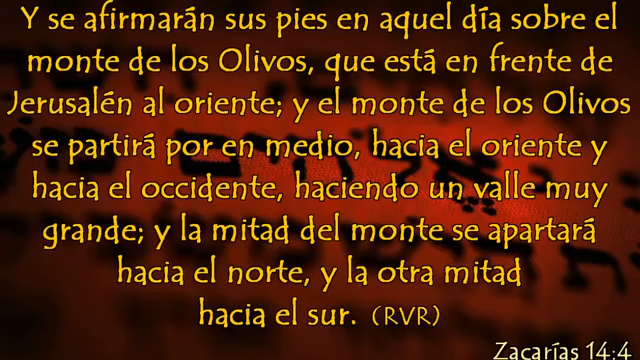 Y se afirmarán sus pies en aquel día sobre el
monte de los Olivos, que está en frente de
Jerusalén al oriente; y el monte de los Olivos
se partirá por en medio, hacia el oriente y
hacia el occidente, haciendo un valle muy
grande; y la mitad del monte se apartará
hacia el norte, y la otra mitad
hacia el sur. (RVR)
Zacarías 14:4